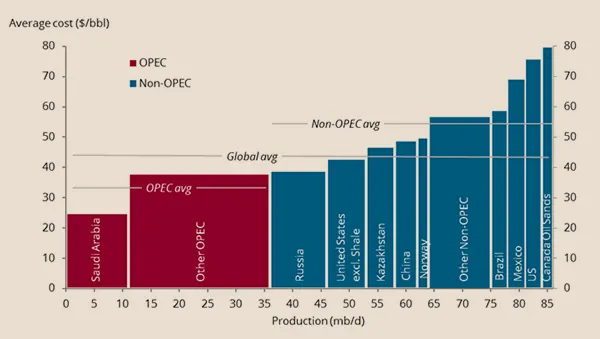 Average cost ($/bbl)
80 80
70 70
60 60
50 50
40 40
30 30
20 20
10 10
0 0
OPEC
Non-OPEC
Non-OPEC avg
Global avg
OPEC avg
Saudi Arabia
Other OPEC
Russia
United States
excl. Shale
Kazakhstan
China
Norway
Other Non-OPEC
Brazil
Mexico
US
Canada Oil Sands
0 5 10 15 20 25 30 35 40 45 50 55 60 65 70 75 80 85
Production (mb/d)